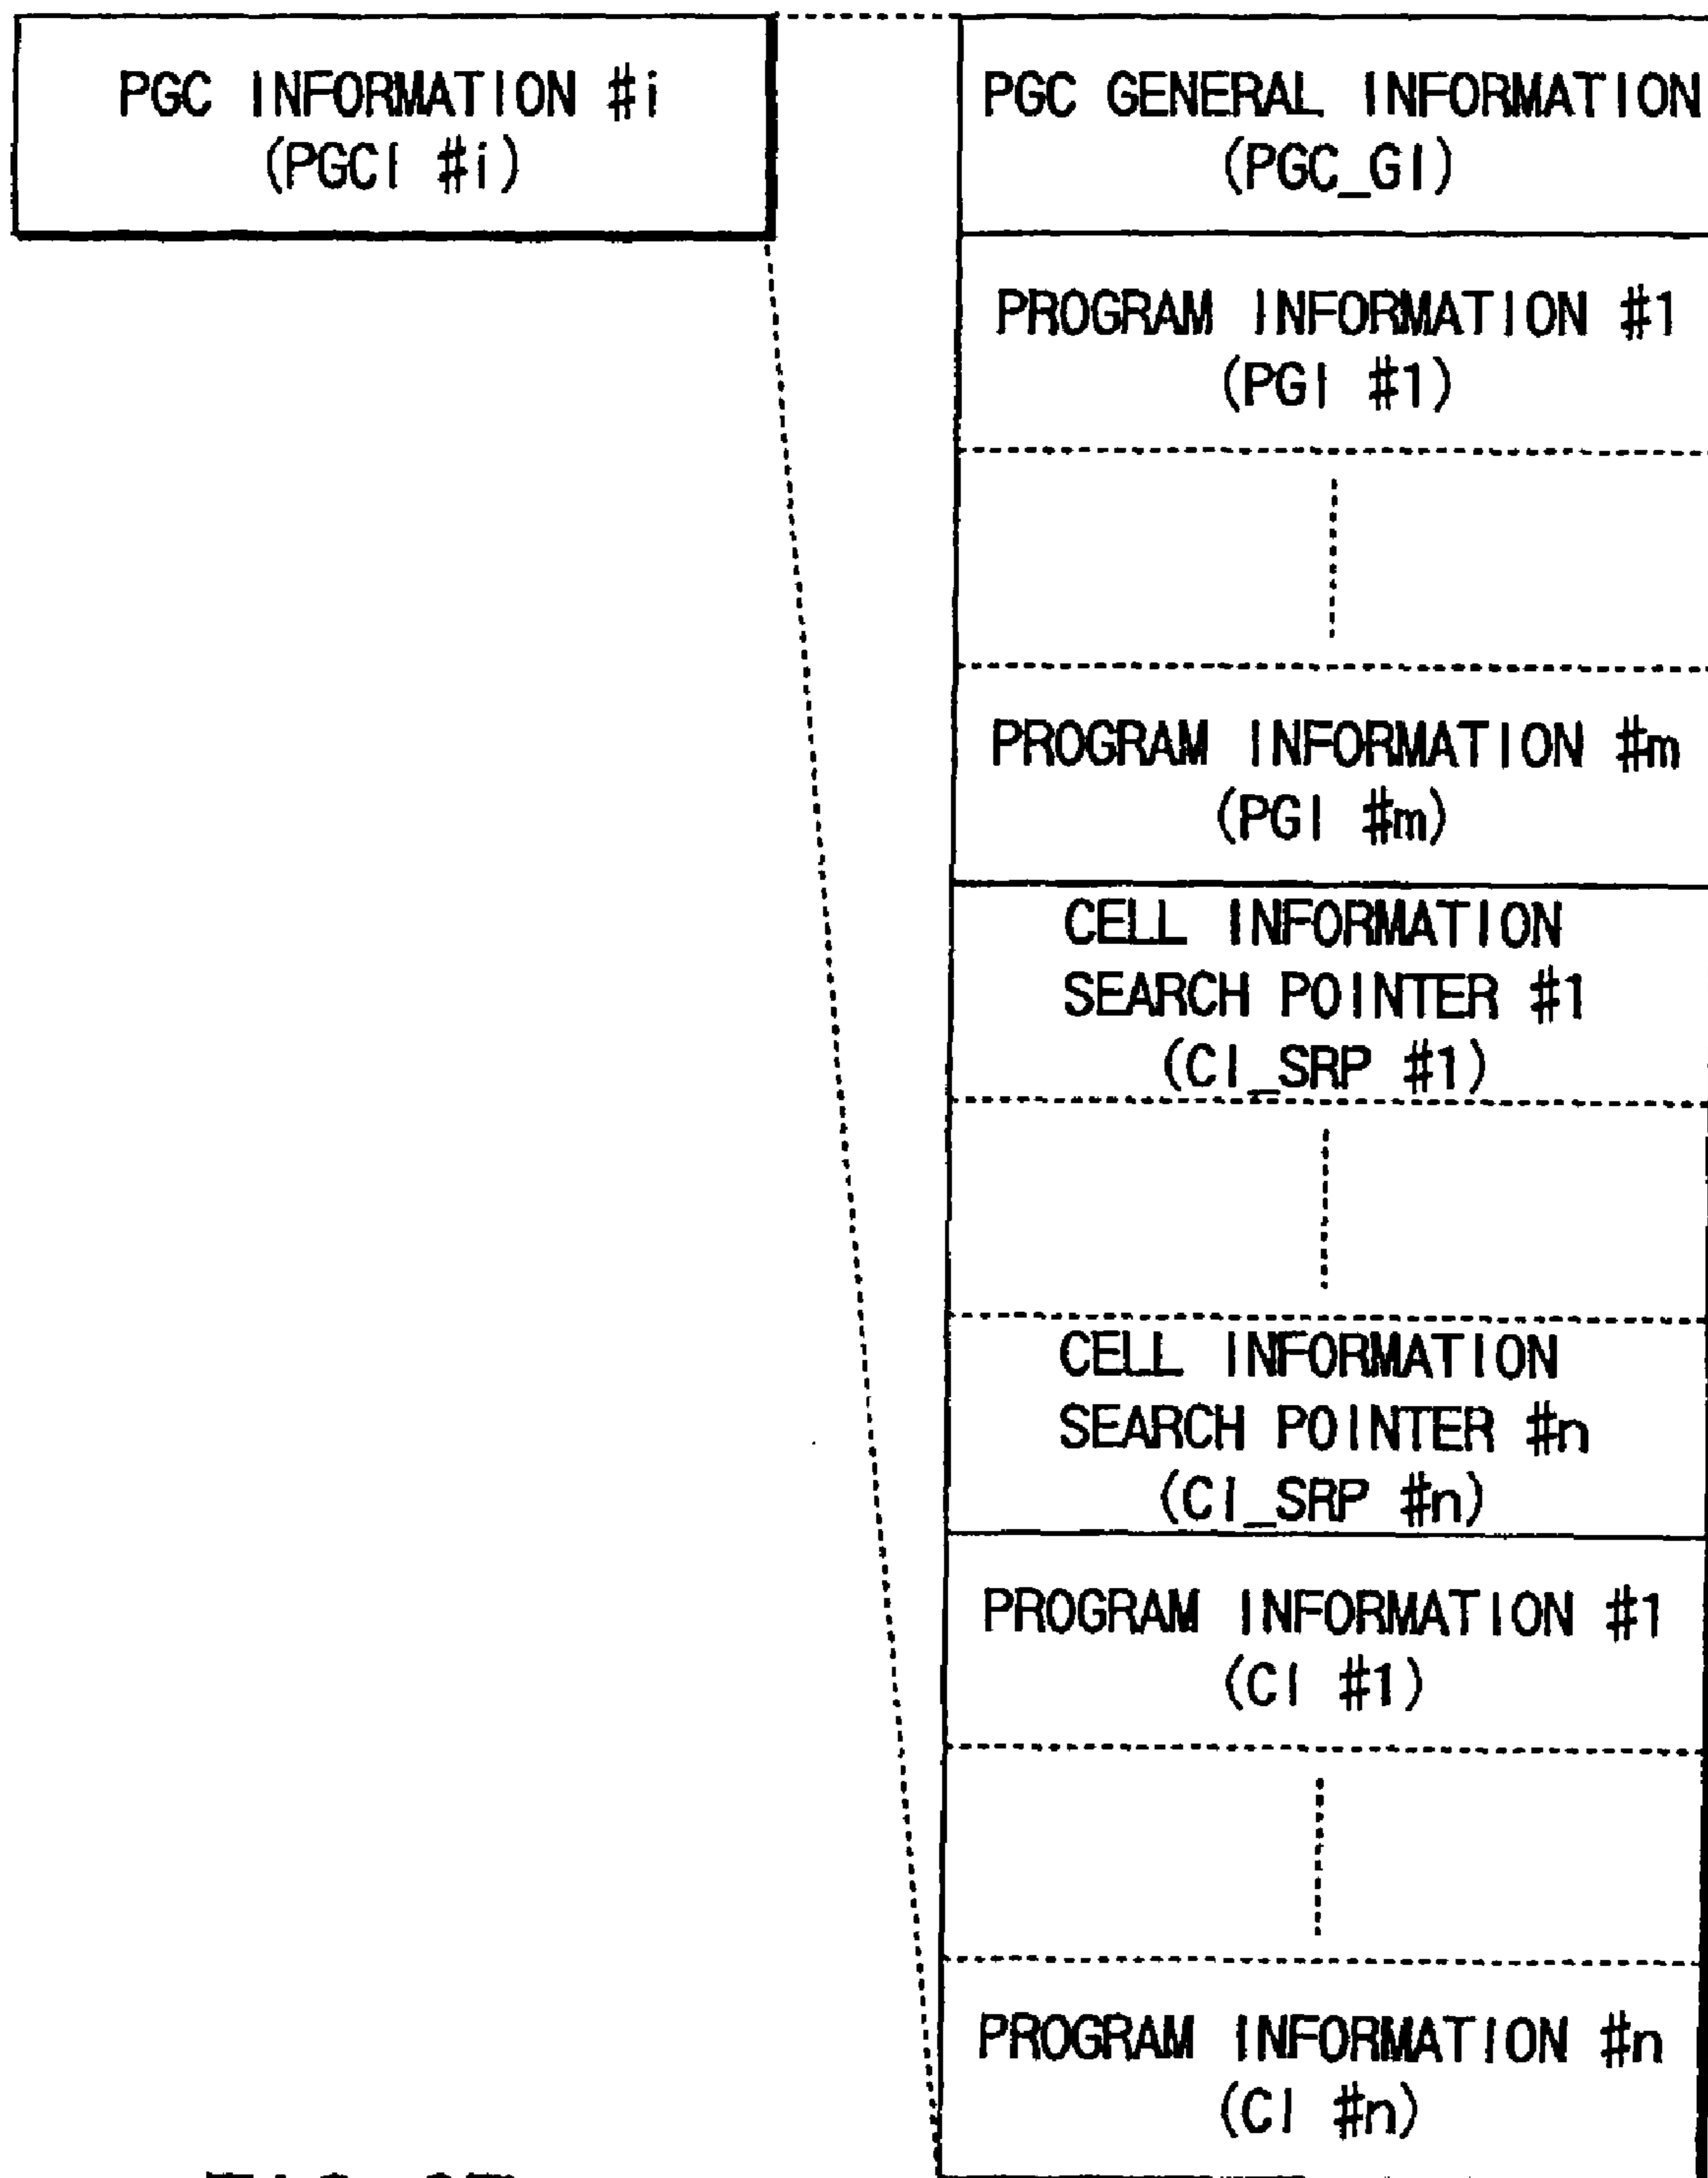 PGC INFORMATION #i
(PGCI #i)
PGC GENERAL INFORMATION
(PGC_GI)
PROGRAM INFORMATION #1
(PGI #1)
PROGRAM INFORMATION #m
(PGI #m)
CELL INFORMATION
SEARCH POINTER #1
(CI_SRP #1)
CELL INFORMATION
SEARCH POINTER #n
(CI_SRP #n)
PROGRAM INFORMATION #1
(CI #1)
PROGRAM INFORMATION #n
(CI #n)